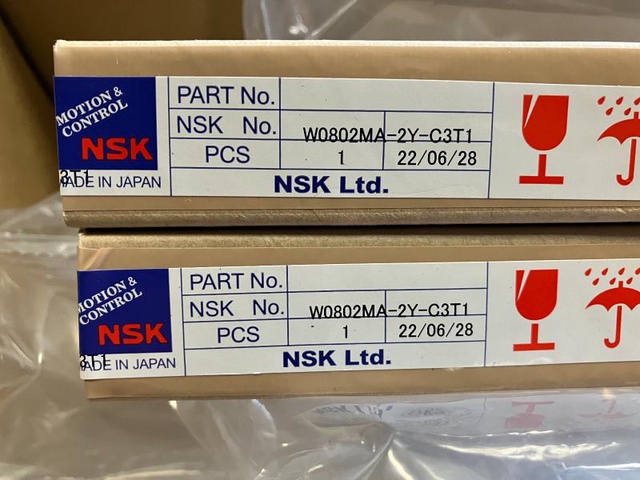 MOTION &
CONTROL
NSK
3T1
MADE IN JAPAN
PART No.
NSK No. W0802MA-2Y-C3T1
PCS 1 22/06/28
NSK Ltd.
MOTION &
CONTROL
NSK
3T1
MADE IN JAPAN
PART No.
NSK No. W0802MA-2Y-C3T1
PCS 1 22/06/28
NSK Ltd.